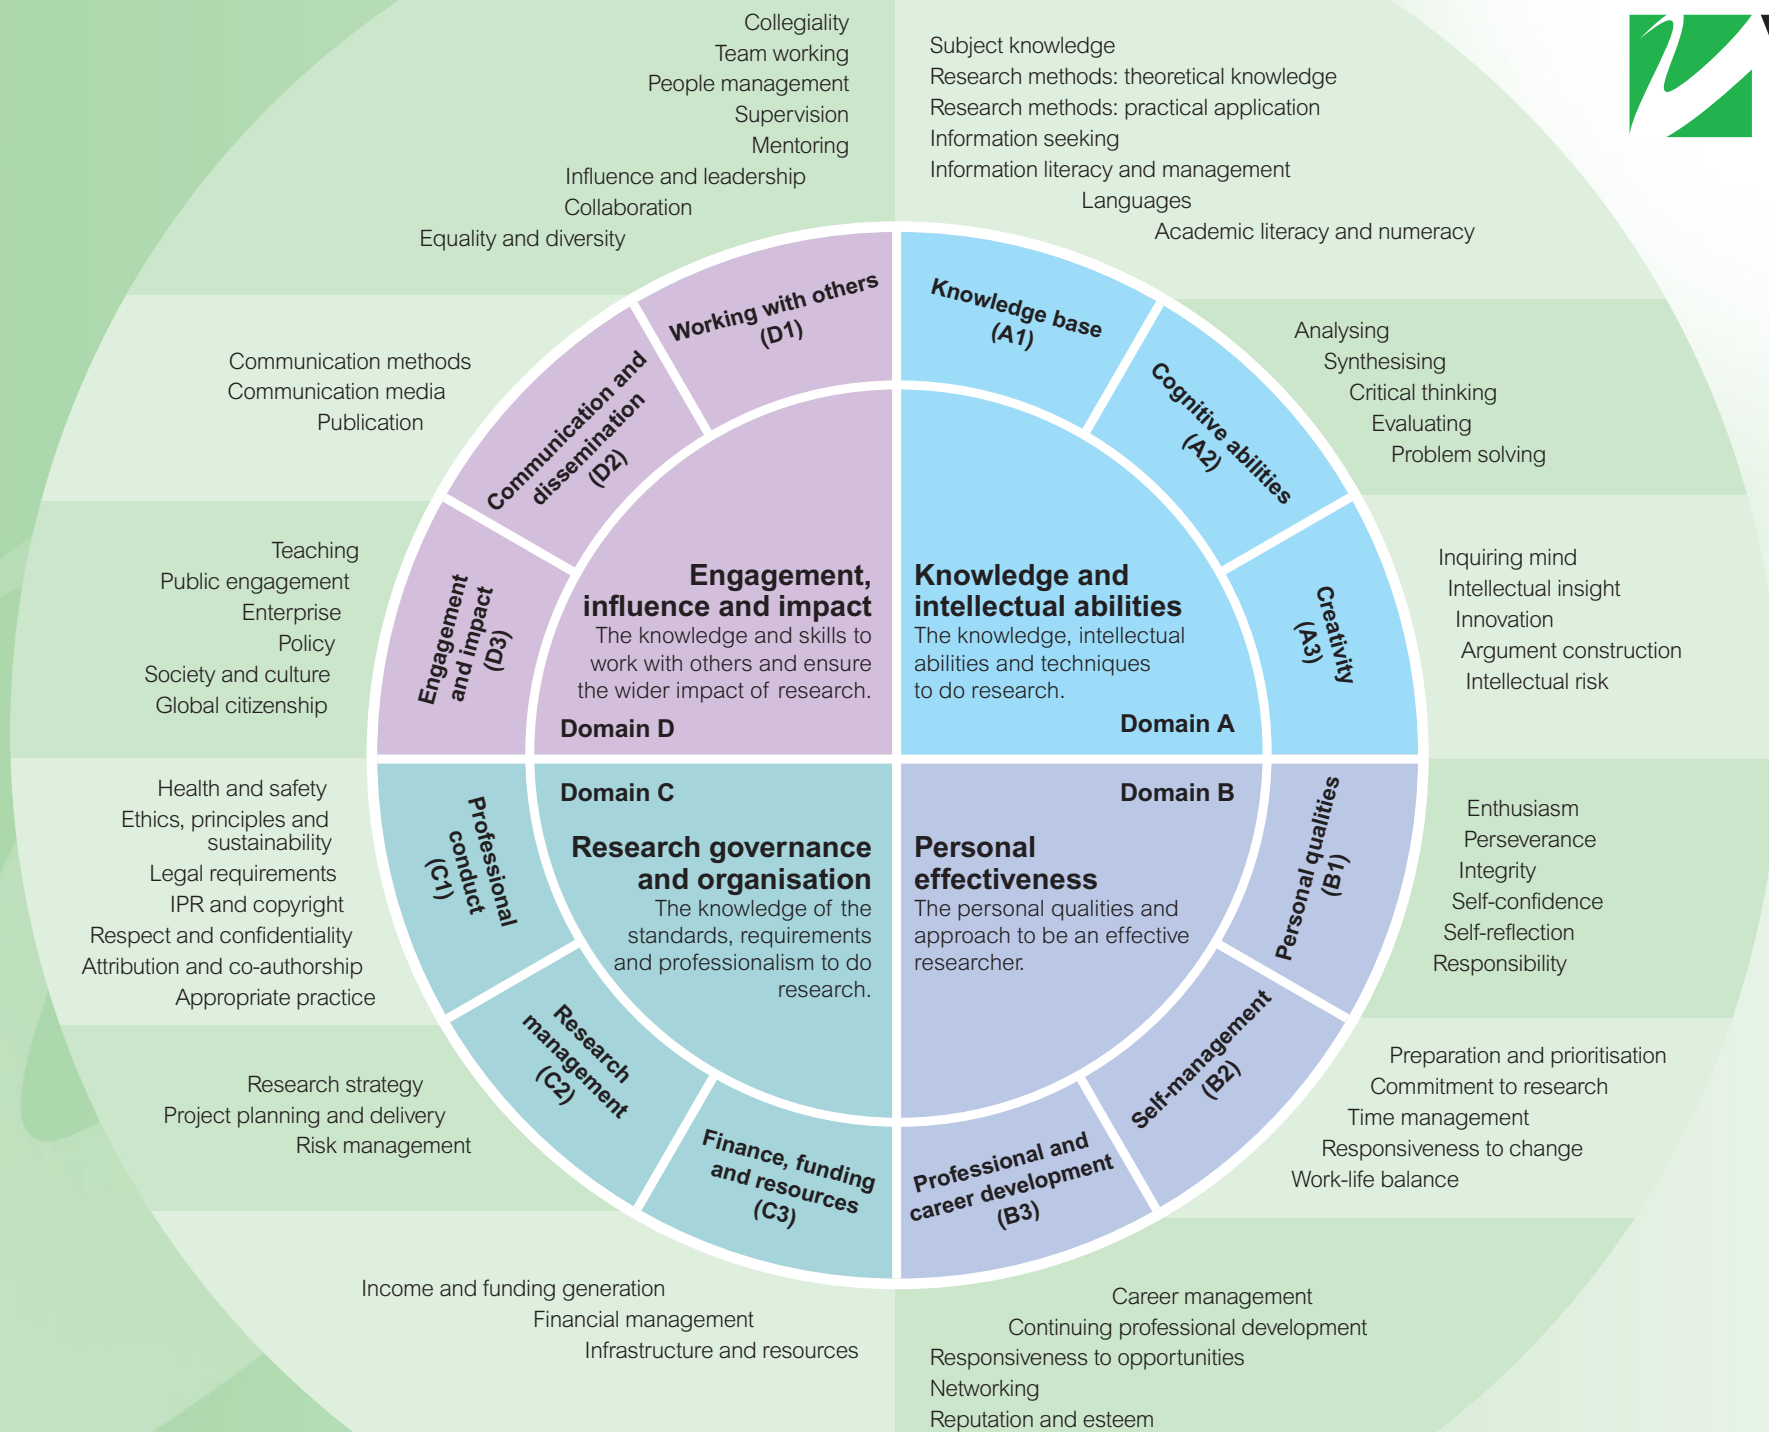 Collegiality
Team working
People management
Supervision
Mentoring
Influence and leadership
Collaboration
Equality and diversity
Subject knowledge
Research methods: theoretical knowledge
Research methods: practical application
Information seeking
Information literacy and management
Languages
Academic literacy and numeracy
Working with others
(D1)
Knowledge base
(A1)
Communication methods
Communication media
Publication
Communication and
dissemination
(D2)
Cognitive abilities
(A2)
Analysing
Synthesising
Critical thinking
Evaluating
Problem solving
Teaching
Public engagement
Enterprise
Policy
Society and culture
Global citizenship
Engagement
and impact
(D3)
Engagement,
influence and impact
The knowledge and skills to
work with others and ensure
the wider impact of research.
Domain D
Knowledge and
intellectual abilities
The knowledge, intellectual
abilities and techniques
to do research.
Domain A
Creativity
(A3)
Inquiring mind
Intellectual insight
Innovation
Argument construction
Intellectual risk
Health and safety
Ethics, principles and
sustainability
Legal requirements
IPR and copyright
Respect and confidentiality
Attribution and co-authorship
Appropriate practice
Professional
conduct
(C1)
Domain C
Research governance
and organisation
The knowledge of the
standards, requirements
and professionalism to do
research.
Domain B
Personal
effectiveness
The personal qualities and
approach to be an effective
researcher.
Personal qualities
(B1)
Enthusiasm
Perseverance
Integrity
Self-confidence
Self-reflection
Responsibility
Research strategy
Project planning and delivery
Risk management
Research
management
(C2)
Self-management
(B2)
Preparation and prioritisation
Commitment to research
Time management
Responsiveness to change
Work-life balance
Finance, funding
and resources
(C3)
Professional and
career development
(B3)
Income and funding generation
Financial management
Infrastructure and resources
Career management
Continuing professional development
Responsiveness to opportunities
Networking
Reputation and esteem